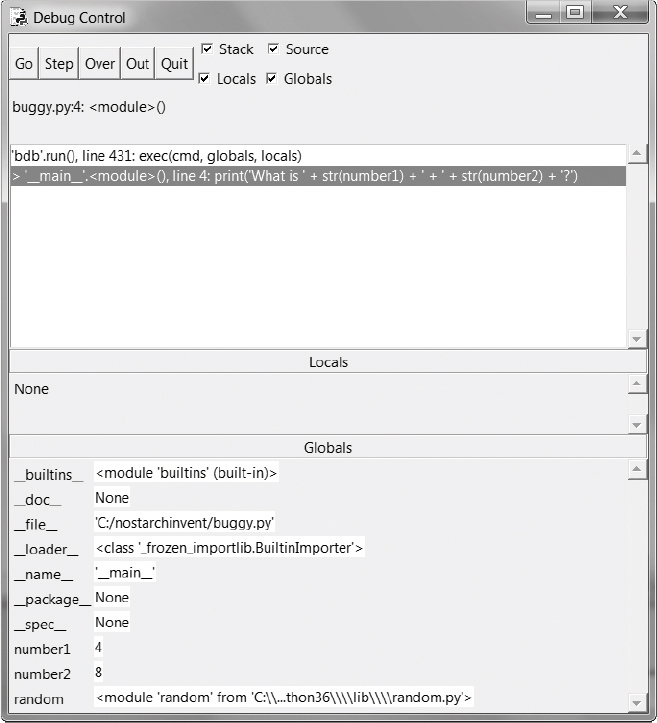 Debug Control
Go Step Over Out Quit
Stack Source
Locals Globals
buggy.py:4: <module>()
'bdb'.run(), line 431: exec(cmd, globals, locals)
> '__main__'.<module>(), line 4: print('What is ' + str(number1) + ' + ' + str(number2) + '?')
Locals
None
Globals
__builtins__ <module 'builtins' (built-in)>
__doc__ None
__file__ 'C:/nostarchinvent/buggy.py'
__loader__ <class '_frozen_importlib.BuiltinImporter'>
__name__ '__main__'
__package__ None
__spec__ None
number1 4
number2 8
random <module 'random' from 'C:\\...thon36\\\\lib\\\\random.py'>